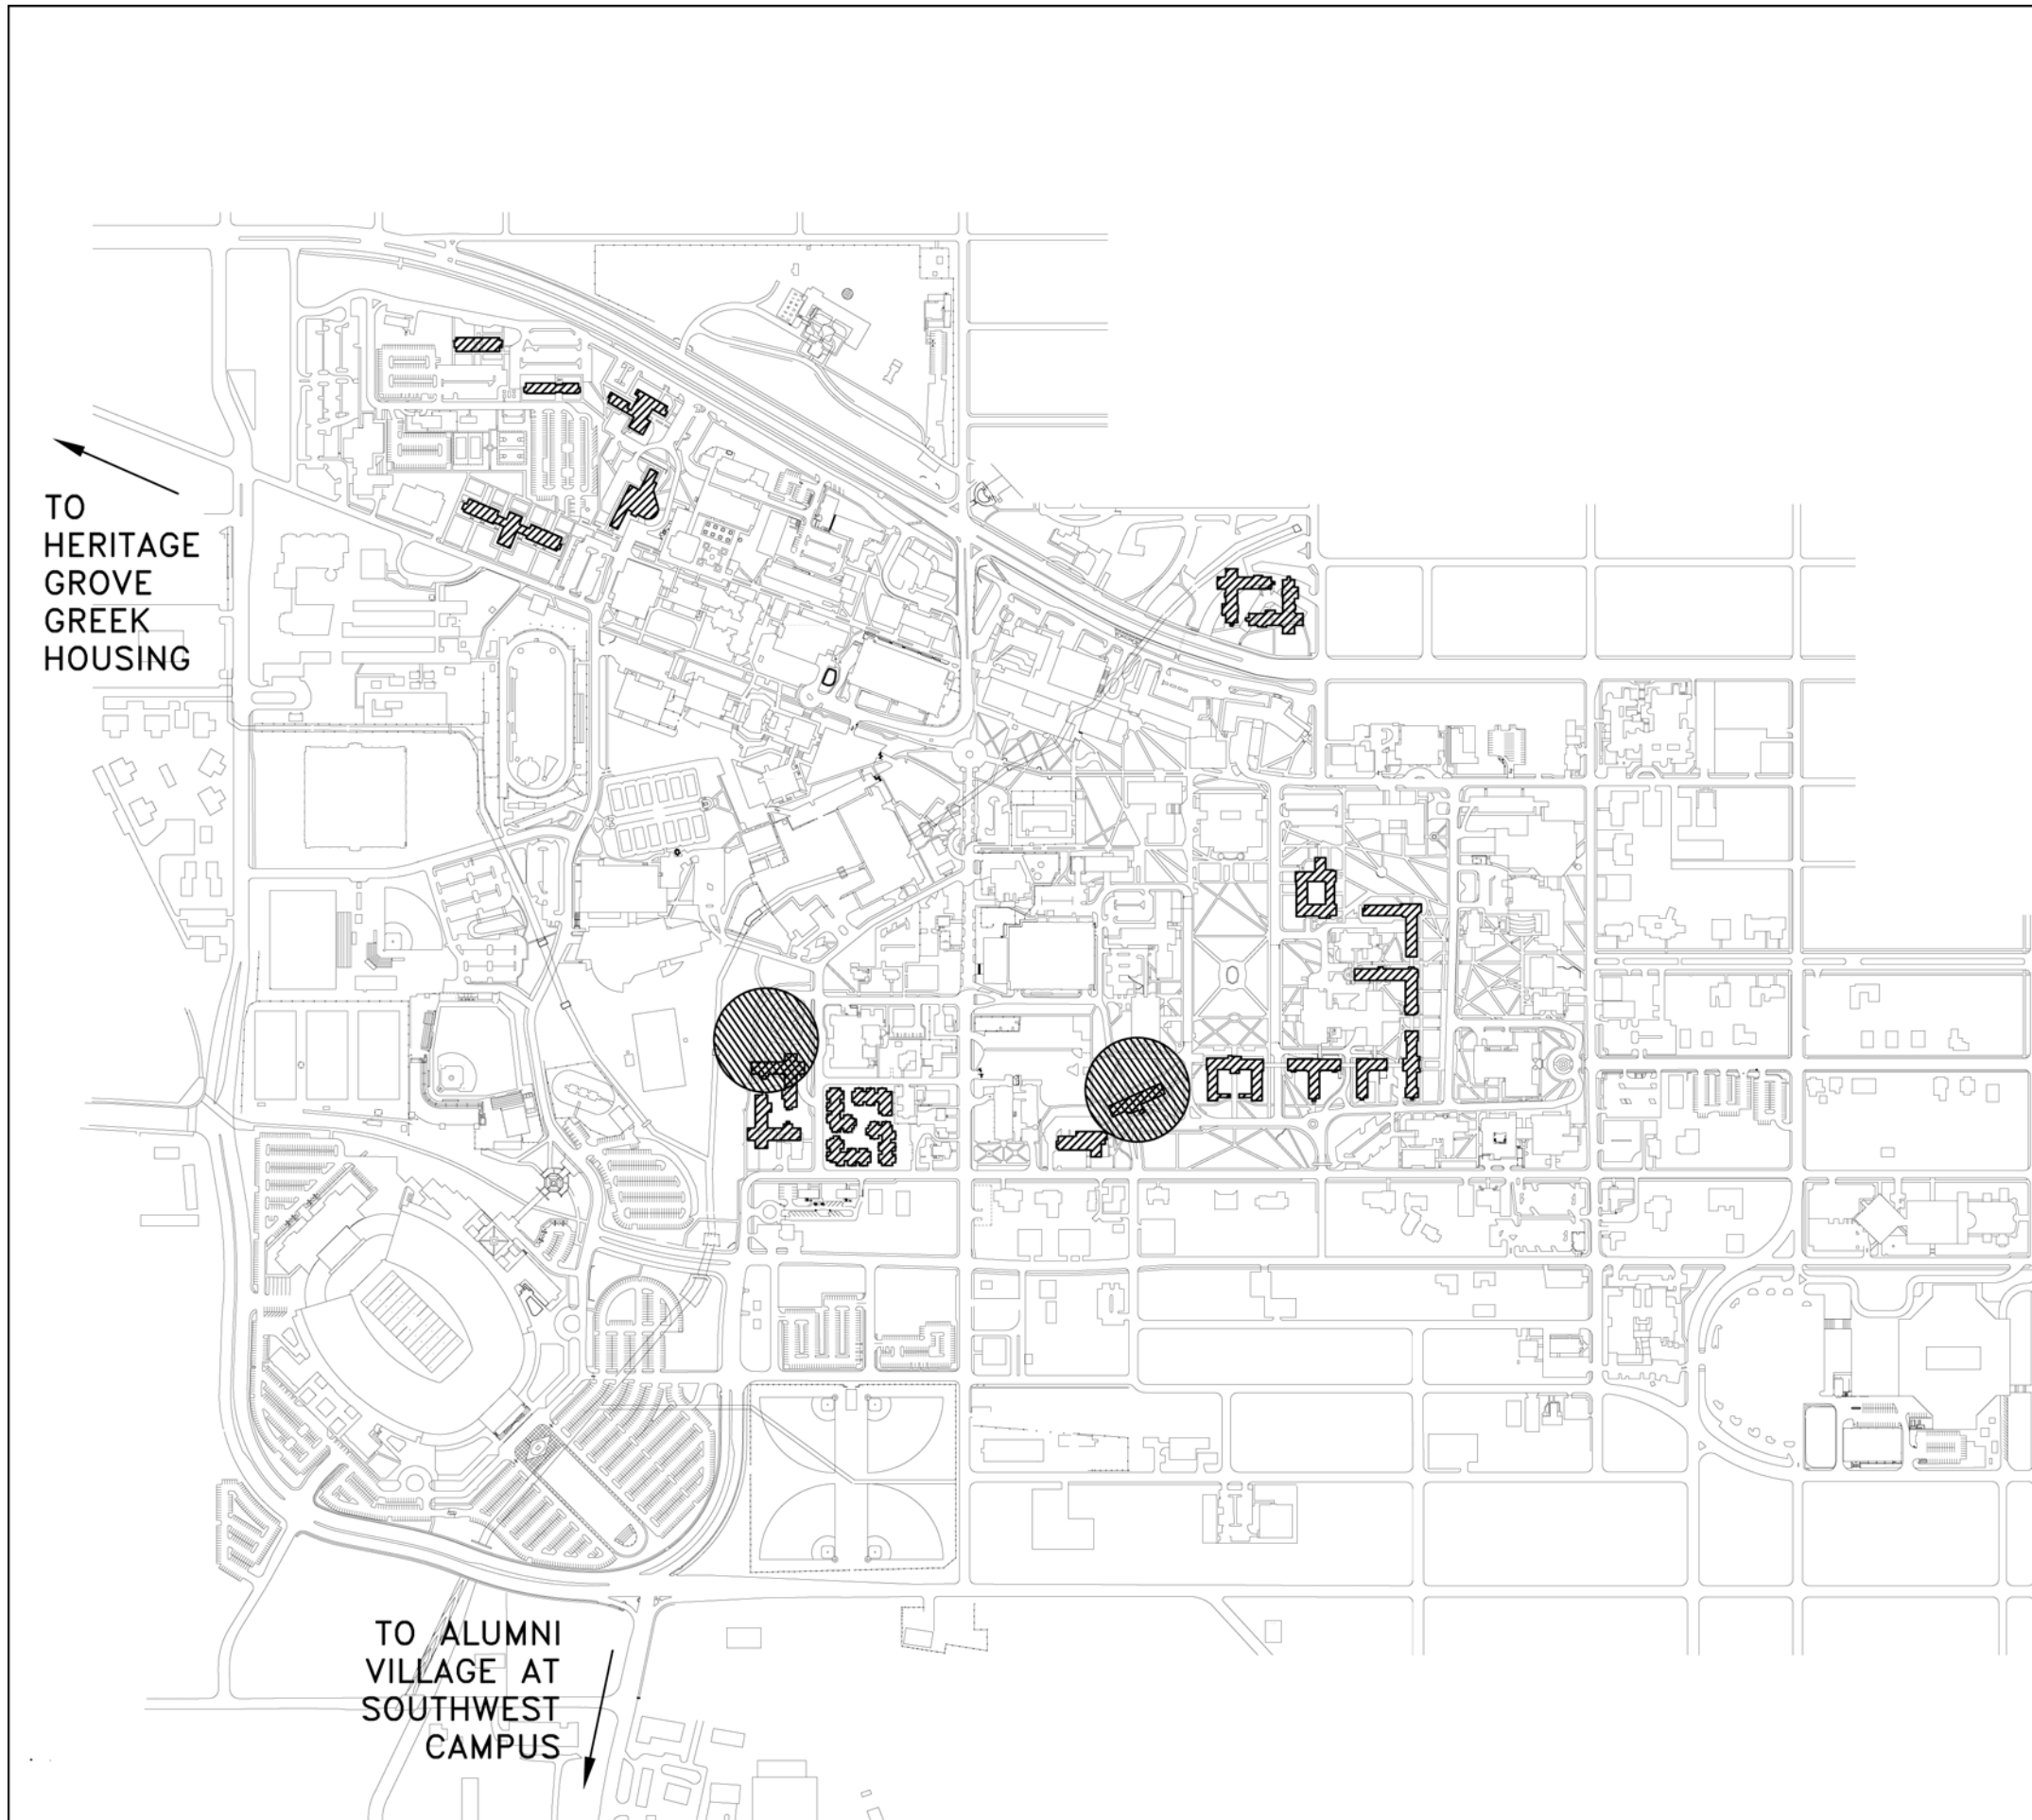 TO
HERITAGE
GROVE
GREEK
HOUSING
TO ALUMNI
VILLAGE AT
SOUTHWEST
CAMPUS